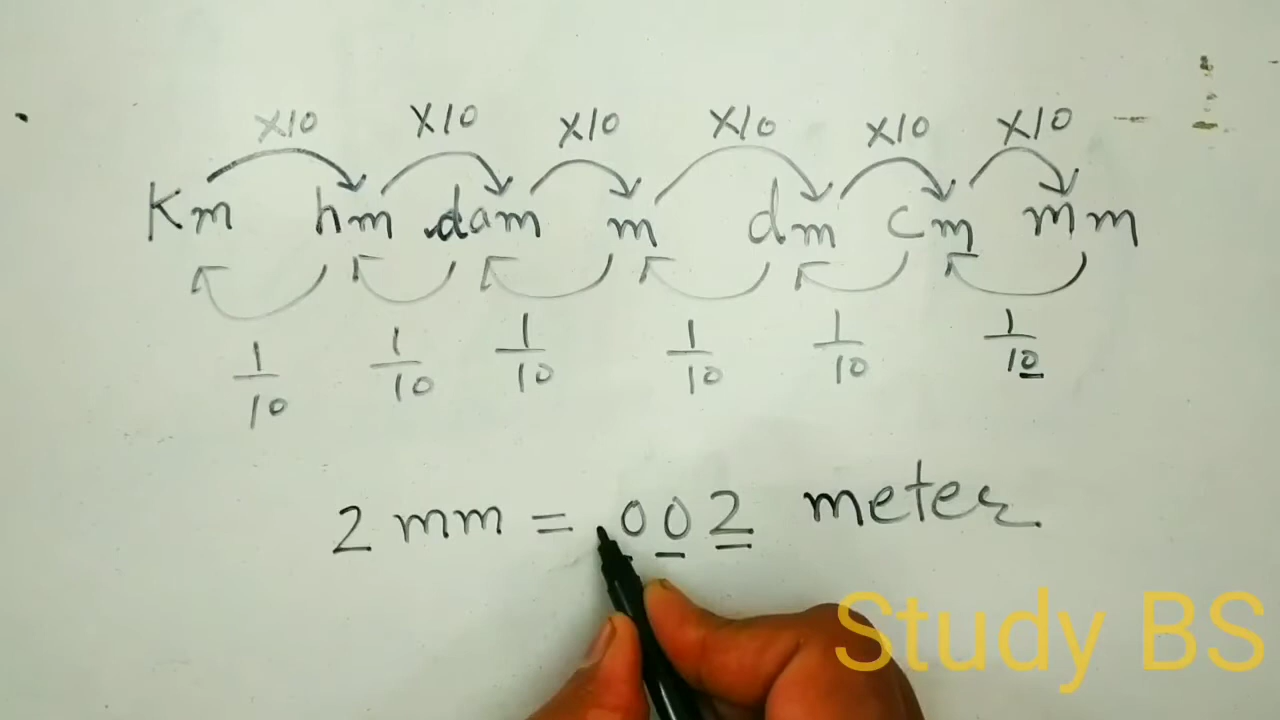 X10 X10 X10 X10 X10 X10
Km hm dam m dm cm mm
1/10 1/10 1/10 1/10 1/10 1/10
2 mm = .002 meter
Study BS